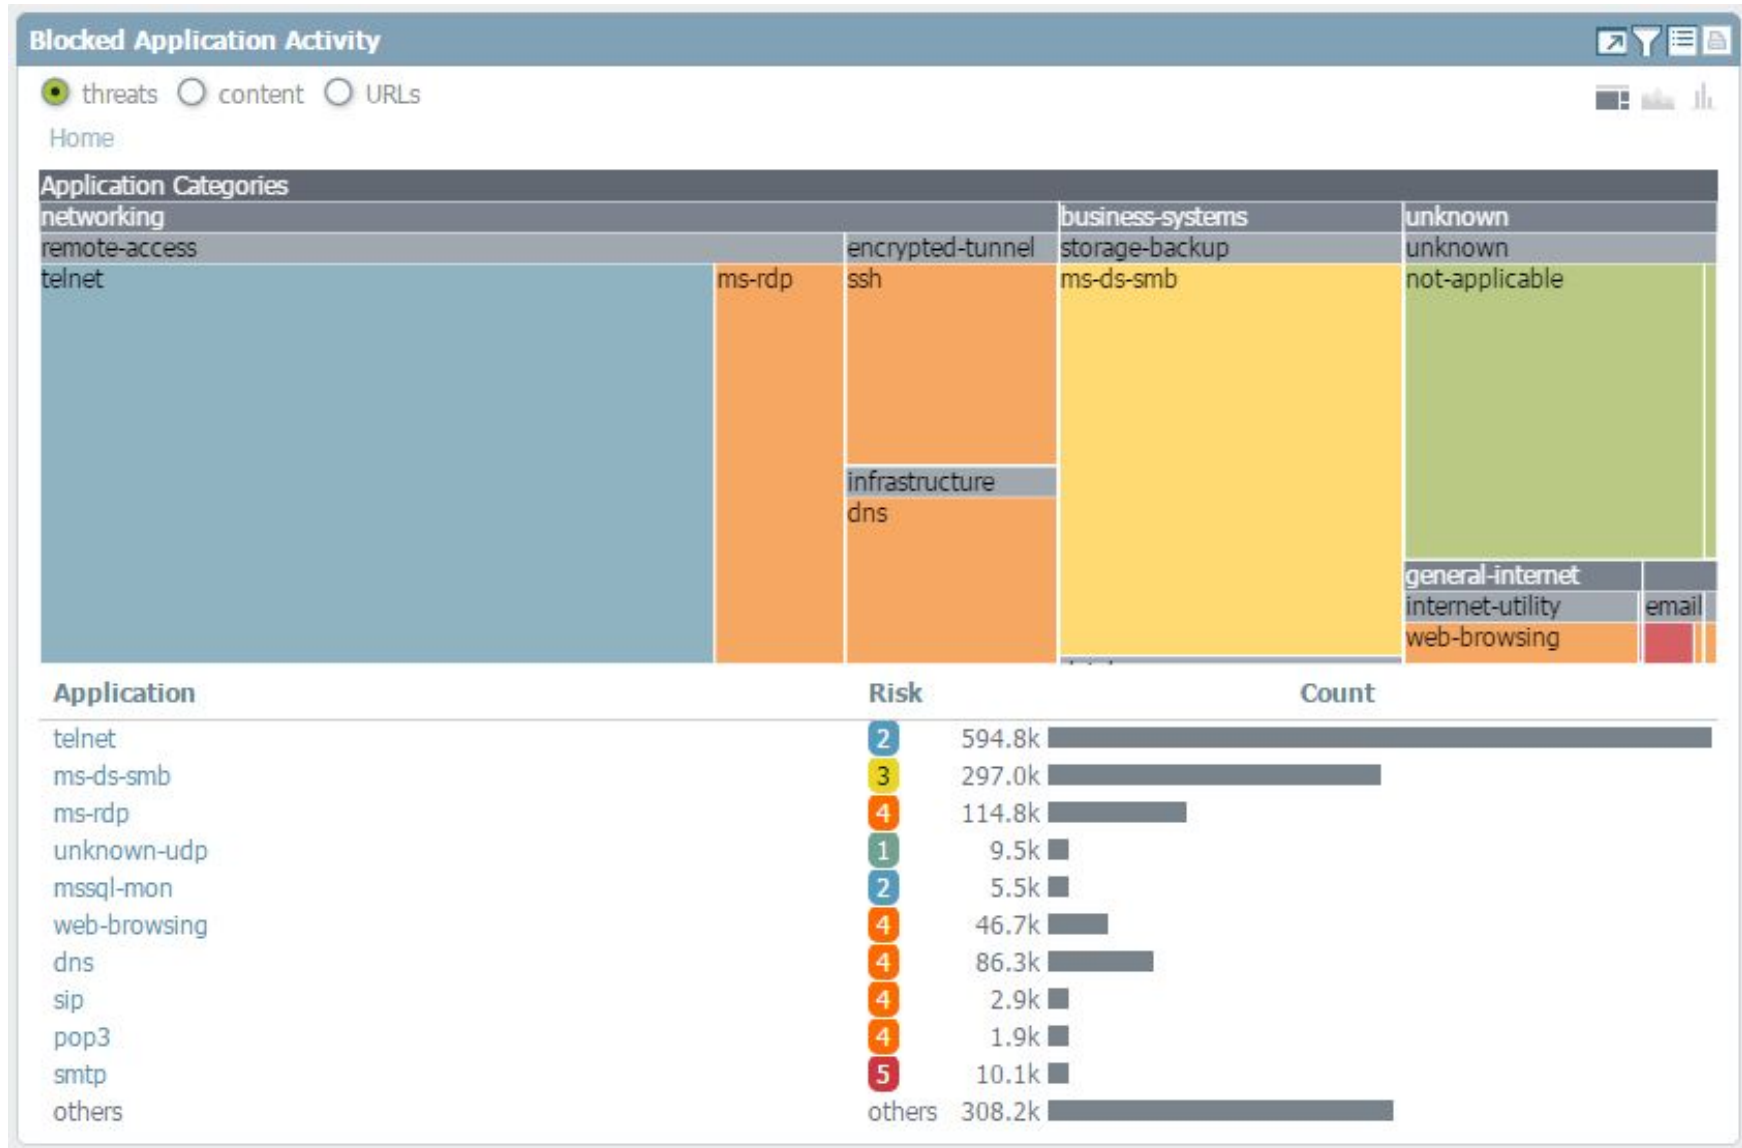 Blocked Application Activity
threats content URLs
Home
Application Categories
networking business-systems unknown
remote-access encrypted-tunnel storage-backup unknown
telnet ms-rdp ssh ms-ds-smb not-applicable
infrastructure
dns
general-internet
internet-utility email
web-browsing
Application Risk Count
telnet 2 594.8k
ms-ds-smb 3 297.0k
ms-rdp 4 114.8k
unknown-udp 1 9.5k
mssql-mon 2 5.5k
web-browsing 4 46.7k
dns 4 86.3k
sip 4 2.9k
pop3 4 1.9k
smtp 5 10.1k
others others 308.2k